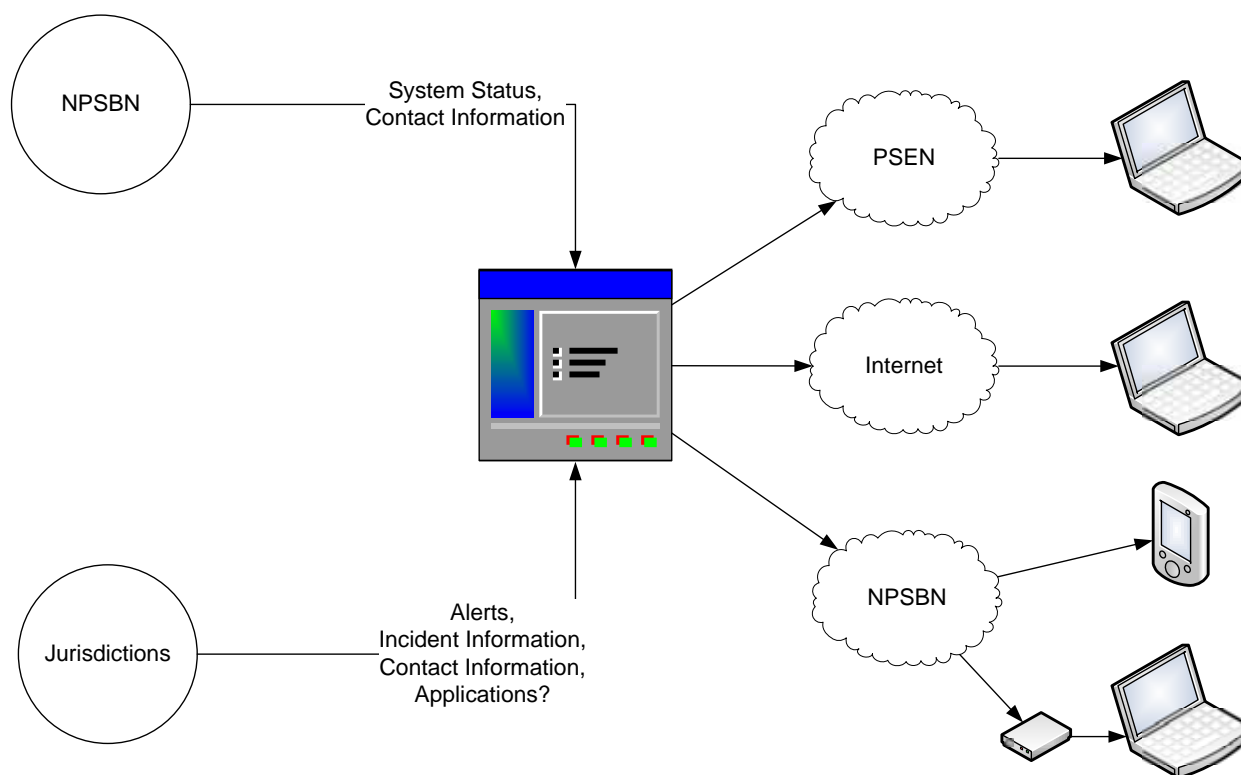 NPSBN
System Status,
Contact Information
PSEN
Internet
NPSBN
Jurisdictions
Alerts,
Incident Information,
Contact Information,
Applications?